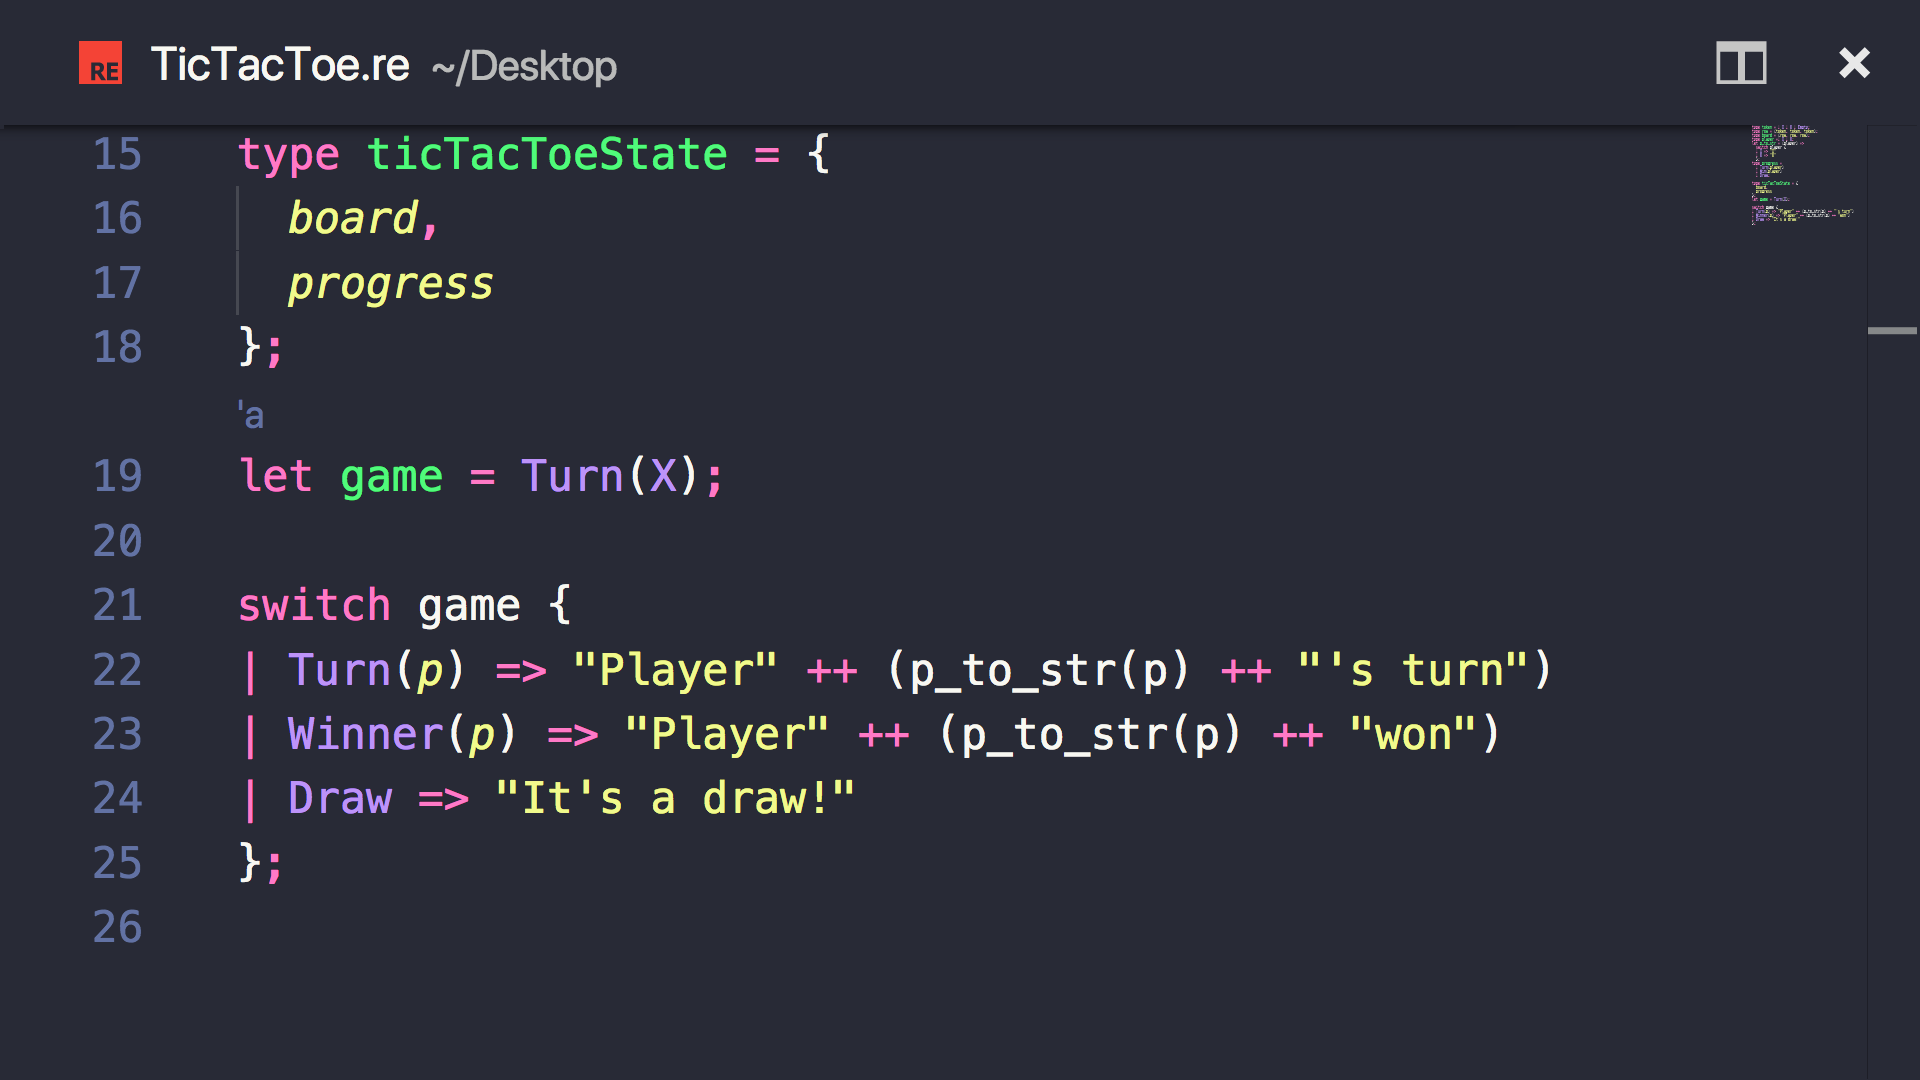 RE TicTacToe.re ~/Desktop
15 type ticTacToeState = {
16 board,
17 progress
18 };
'a
19 let game = Turn(X);
20
21 switch game {
22 | Turn(p) => "Player" ++ (p_to_str(p) ++ "'s turn")
23 | Winner(p) => "Player" ++ (p_to_str(p) ++ "won")
24 | Draw => "It's a draw!"
25 };
26